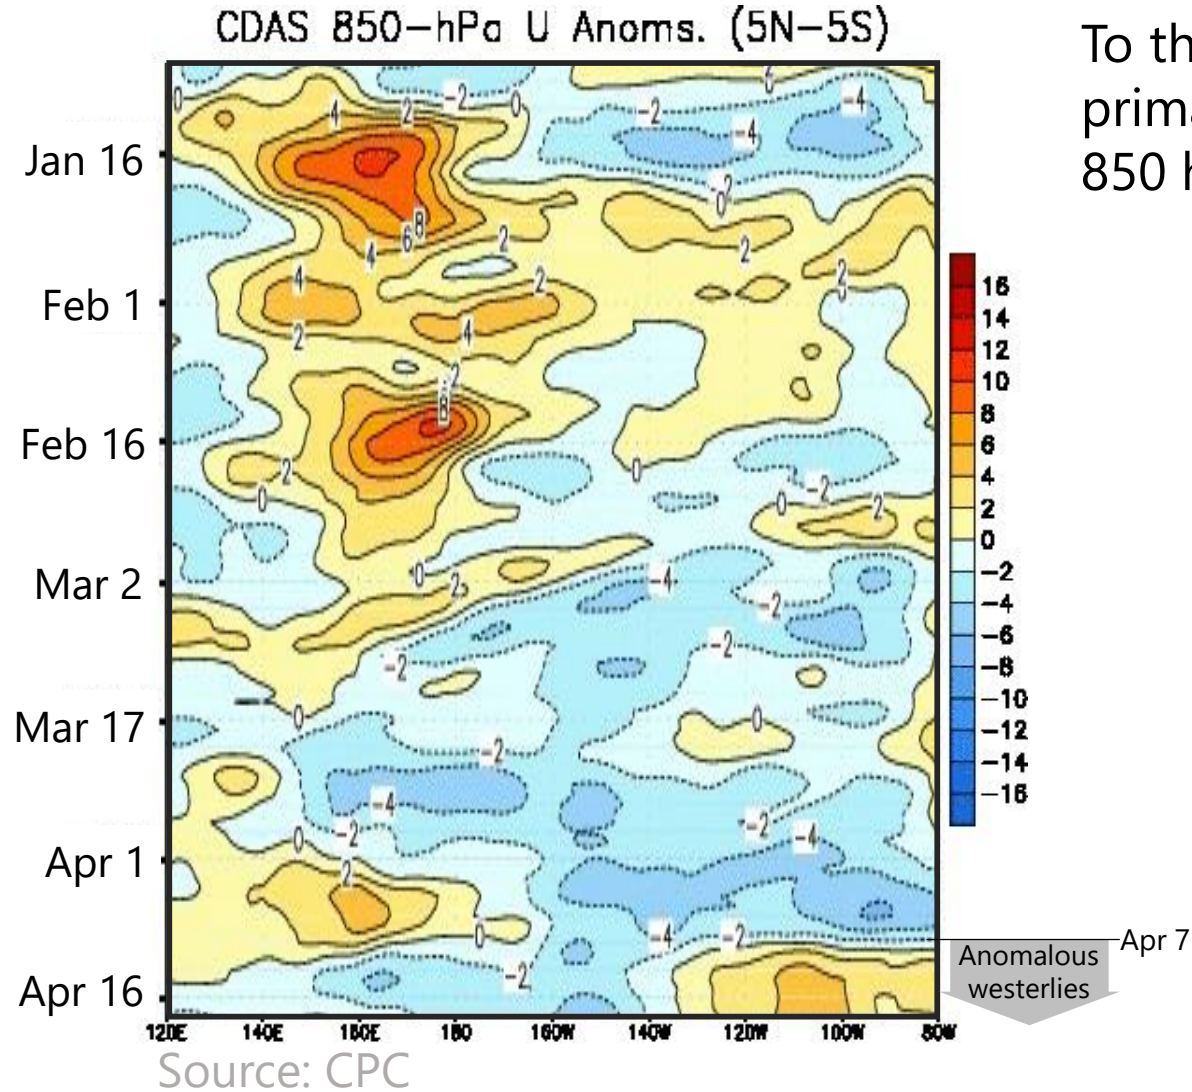 CDAS 850-hPa U Anoms. (5N-5S)
To th
prima
850 h
Jan 16
Feb 1
Feb 16
Mar 2
Mar 17
Apr 1
Apr 16
16
14
12
10
8
6
4
2
0
-2
-4
-6
-8
-10
-12
-14
-16
Apr 7
Anomalous
westerlies
120E 140E 160E 180 160W 140W 120W 100W 80W
Source: CPC